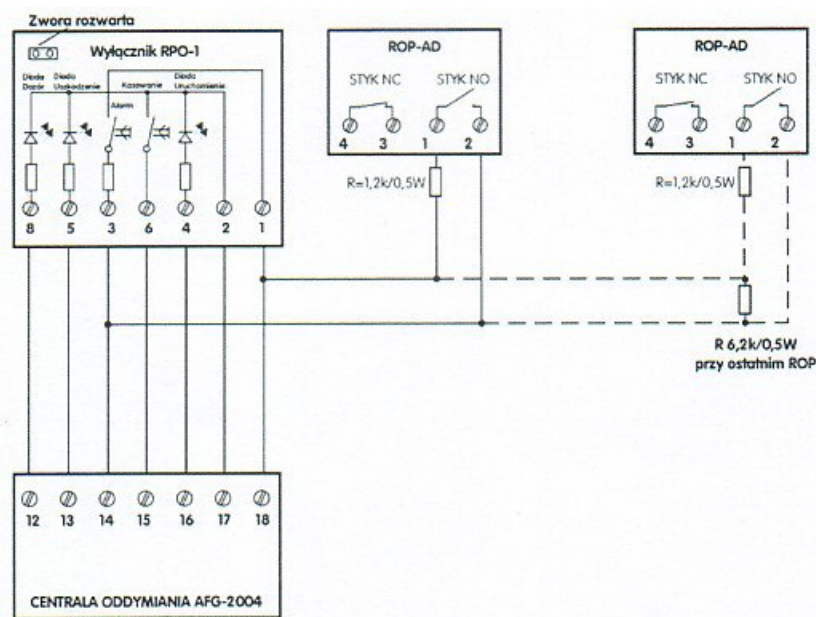 Zwora rozwarta
Wyłącznik RPO-1
Dioda Dozór
Dioda Uszkodzenie
Kasowanie
Dioda Uruchomienie
Alarm
8 5 3 6 4 2 1
ROP-AD
STYK NC STYK NO
4 3 1 2
R=1,2k/0,5W
ROP-AD
STYK NC STYK NO
4 3 1 2
R=1,2k/0,5W
R 6,2k/0,5W
przy ostatnim ROP
12 13 14 15 16 17 18
CENTRALA ODDYMIANIA AFG-2004